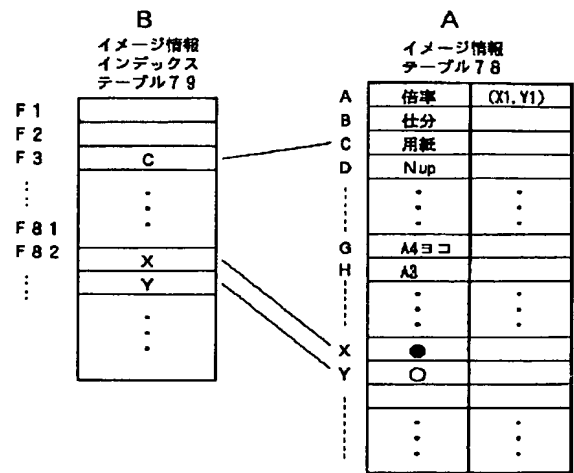 B
イメージ情報
インデックス
テーブル79
F1
F2
F3 C
F81
F82 X
Y
A
イメージ情報
テーブル78
A 倍率 (X1,Y1)
B 仕分
C 用紙
D Nup
G A4ヨコ
H A3
X ●
Y ○